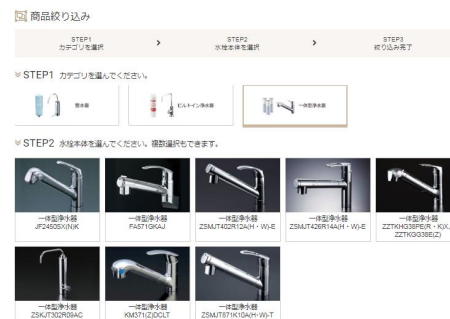 商品絞り込み
STEP1
カテゴリを選択
STEP2
水栓本体を選択
STEP3
絞り込み完了
STEP1 カテゴリを選んでください。
整水器
ビルトイン浄水器
一体型浄水器
STEP2 水栓本体を選んでください。複数選択もできます。
一体型浄水器
JF2450SX(N)K
一体型浄水器
FA571GKAJ
一体型浄水器
ZSMJT402R12A(H・W)-E
一体型浄水器
ZSMJT426R14A(H・W)-E
一体型浄水器
ZZTKHG38PE(R・K)X,
ZZTKGG38E(Z)
一体型浄水器
ZSKJT302R09AC
一体型浄水器
KM371(Z)DCLT
一体型浄水器
ZSMJT871K10A(H・W)-T